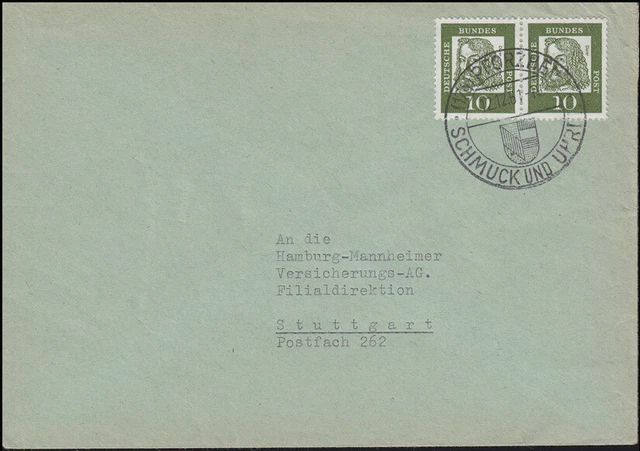 DEUTSCHE BUNDES POST
10
DEUTSCHE BUNDES POST
10
PFORZHEIM
SCHMUCK UND UHR
An die
Hamburg-Mannheimer
Versicherungs-AG.
Filialdirektion
Stuttgart
Postfach 262